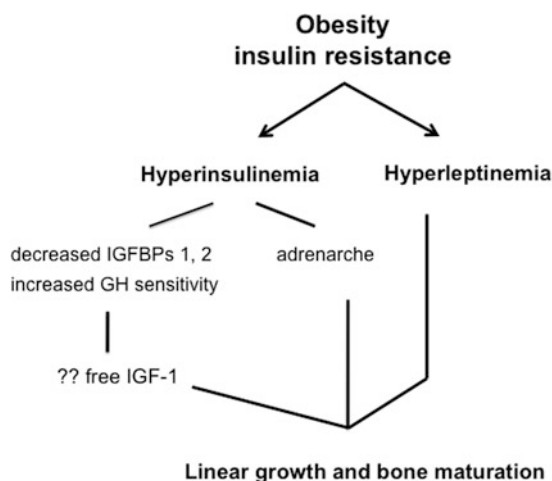 Obesity
insulin resistance
Hyperinsulinemia
Hyperleptinemia
decreased IGFBPs 1, 2
increased GH sensitivity
adrenarche
?? free IGF-1
Linear growth and bone maturation